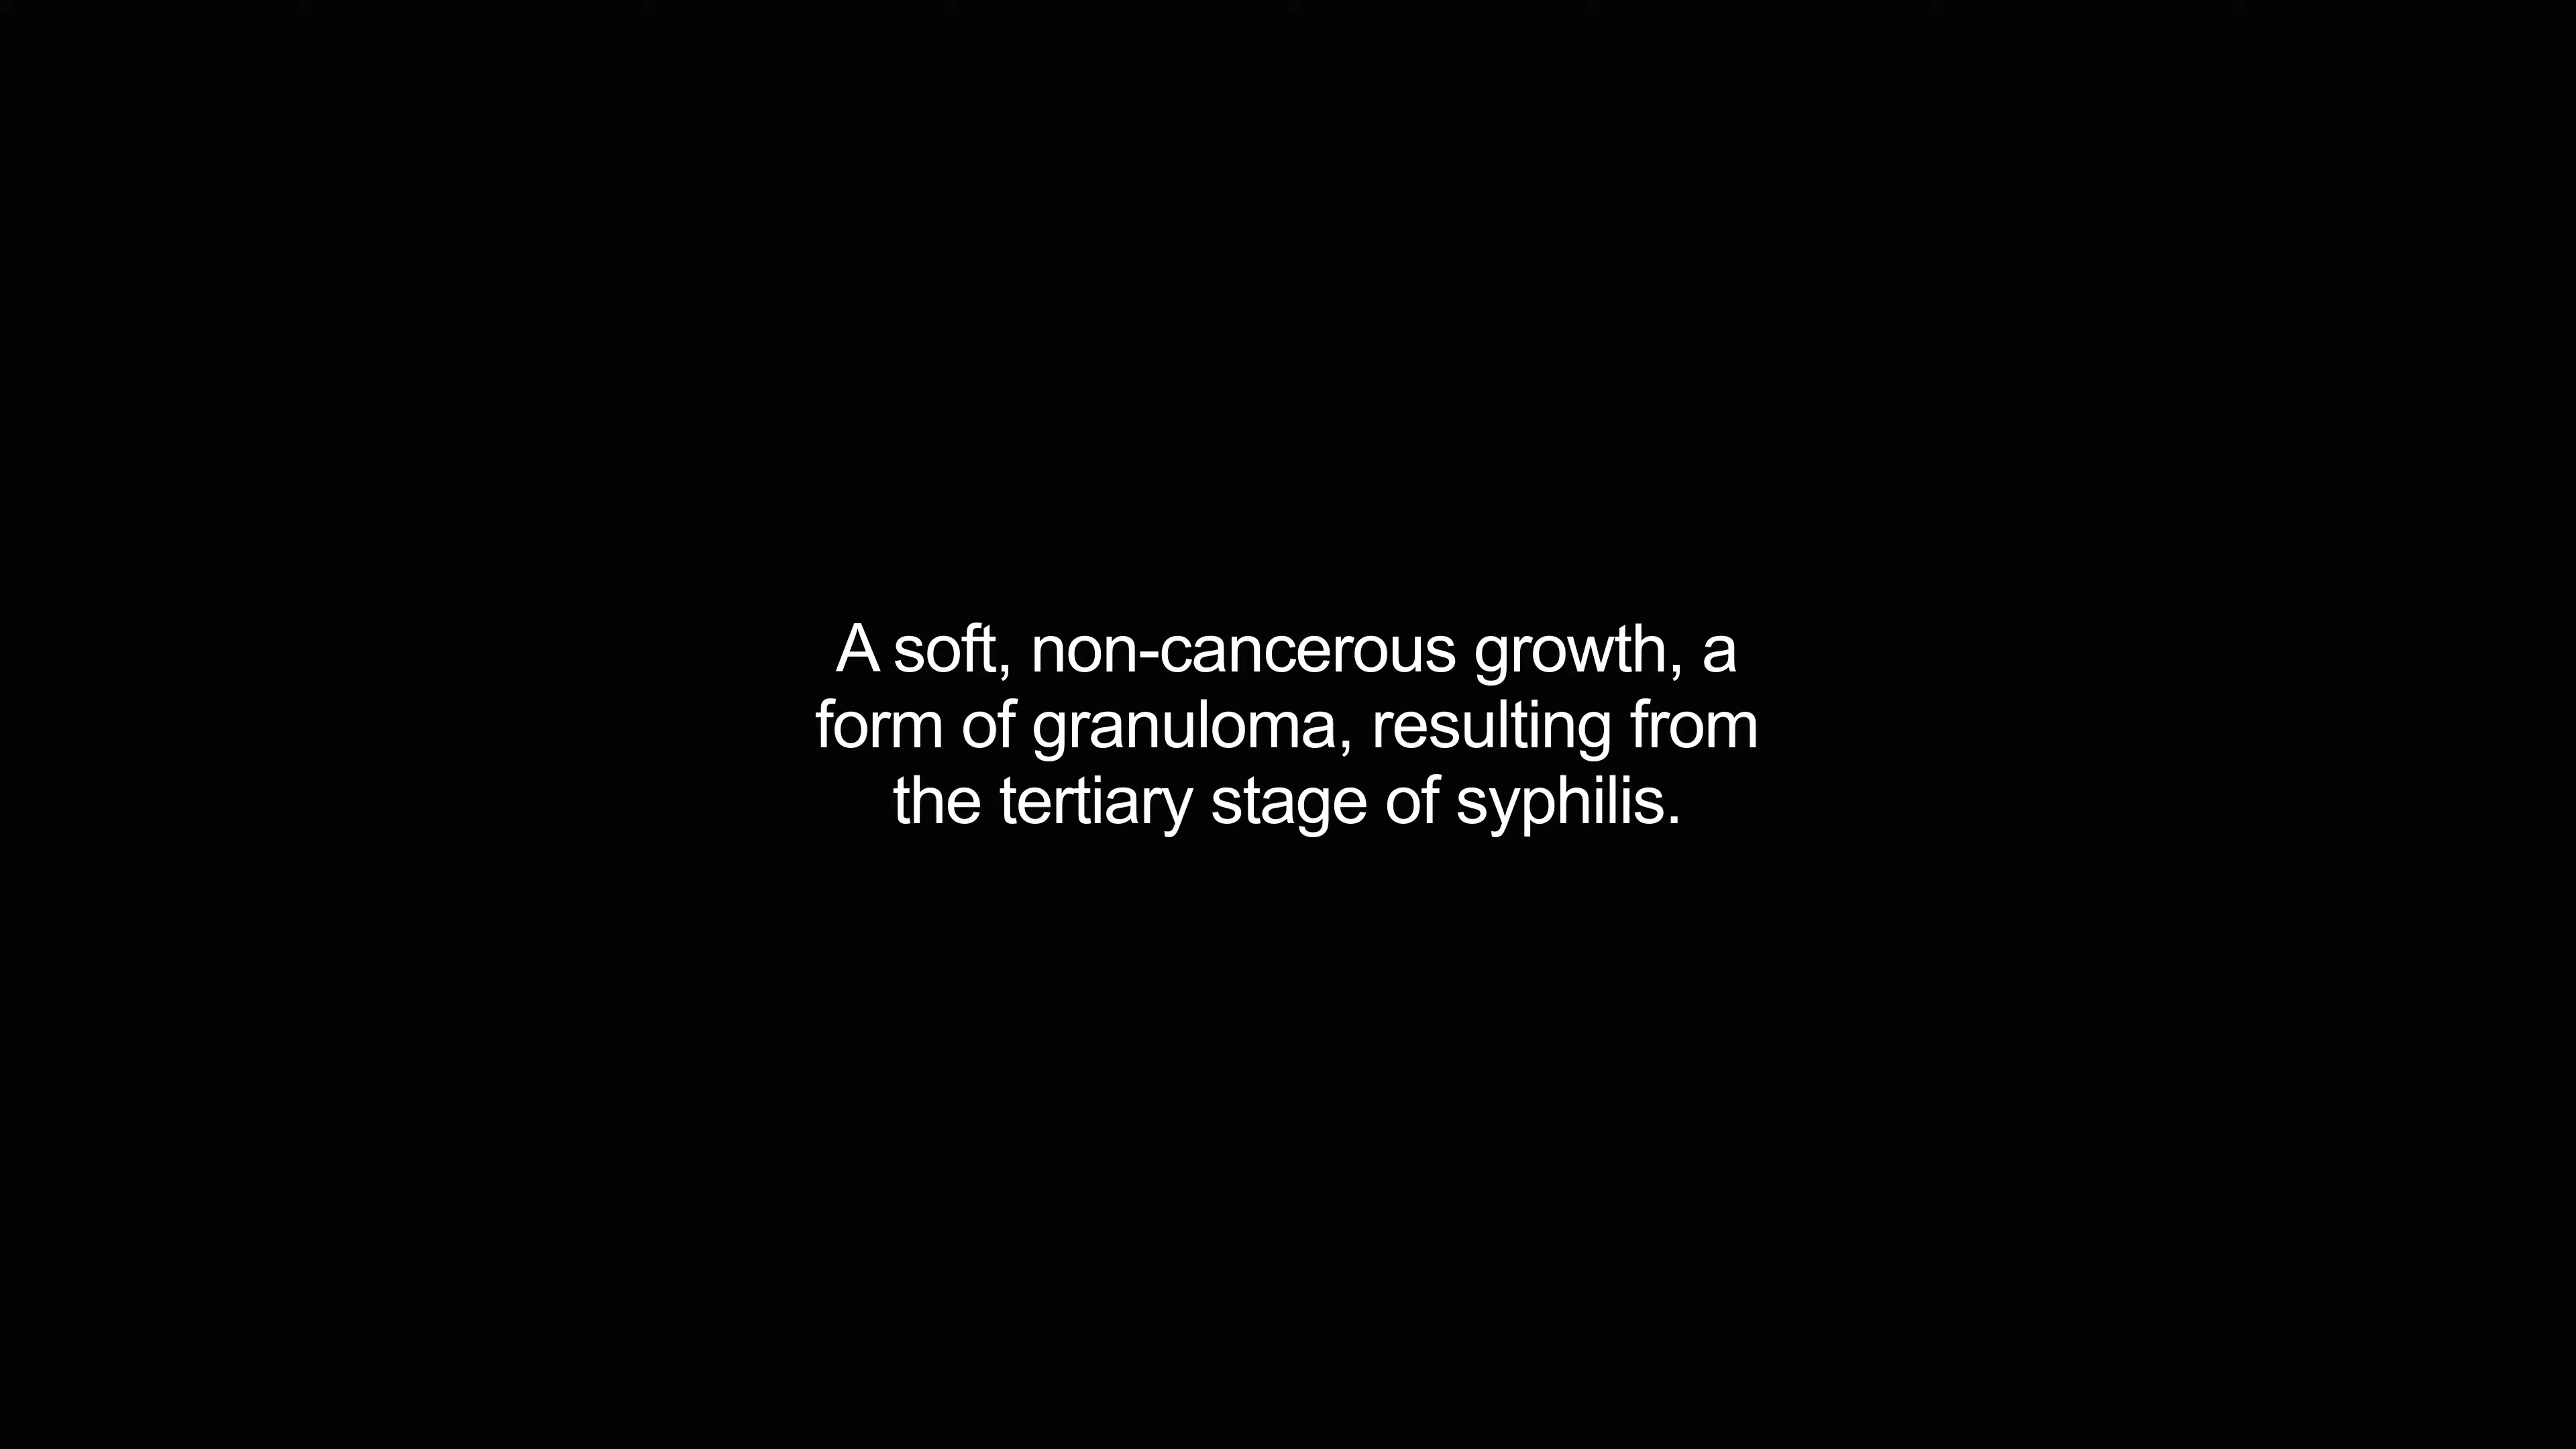 A soft, non-cancerous growth, a
form of granuloma, resulting from
the tertiary stage of syphilis.